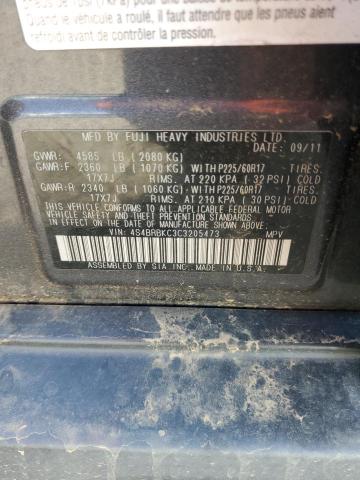 véhicule a roulé, il faut attendre que les pneus aient
refroidi avant de contrôler la pression.
MFD BY FUJI HEAVY INDUSTRIES LTD.
09/11
GVWR: 4585 LB (2080 KG)
GAWR:F 2360 LB (1070 KG) WITH P225/60R17 TIRES.
17X7J RIMS. AT 220 KPA (32 PSI) COLD
GAWR:R 2340 LB (1060 KG) WITH P225/60R17 TIRES.
17X7J RIMS. AT 210 KPA (30 PSI) COLD
THIS VEHICLE CONFORMS TO ALL APPLICABLE FEDERAL MOTOR
VEHICLE SAFETY, BUMPER, AND THEFT PREVENTION STANDARDS
IN EFFECT ON THE DATE OF MANUFACTURE SHOWN ABOVE.
VIN: 4S4BRBKC3C3205473 MPV
ASSEMBLED BY SIA INC. MADE IN U.S.A.